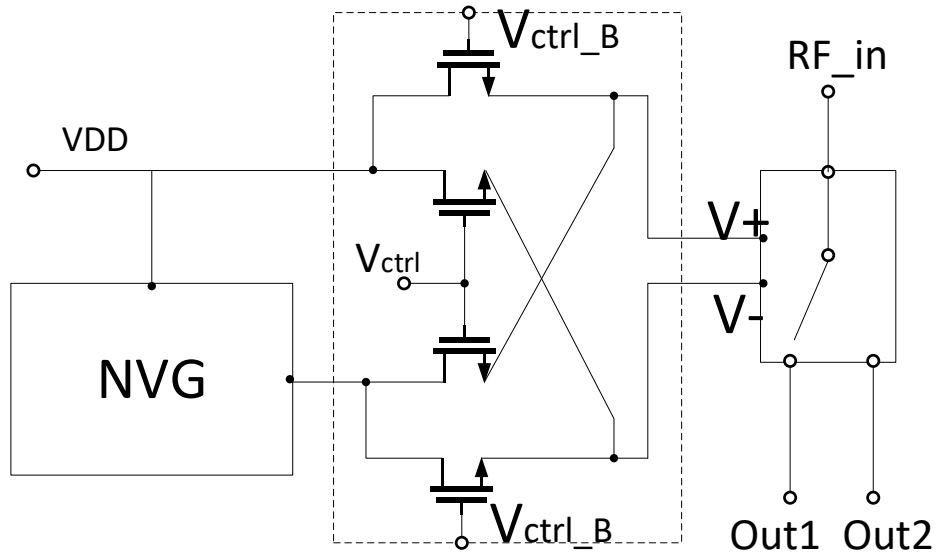 Vctrl_B
RF_in
VDD
V+
Vctrl
V-
NVG
Vctrl_B
Out1 Out2